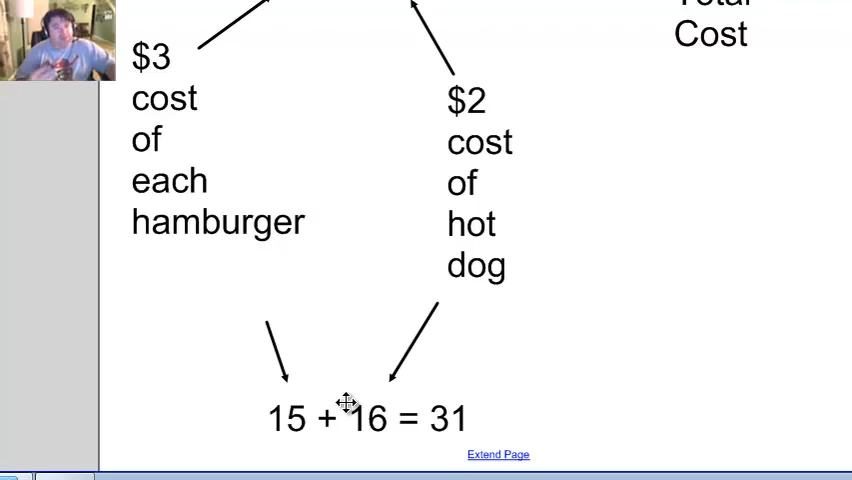 Cost
$3
cost
of
each
hamburger
$2
cost
of
hot
dog
15 + 16 = 31
Extend Page